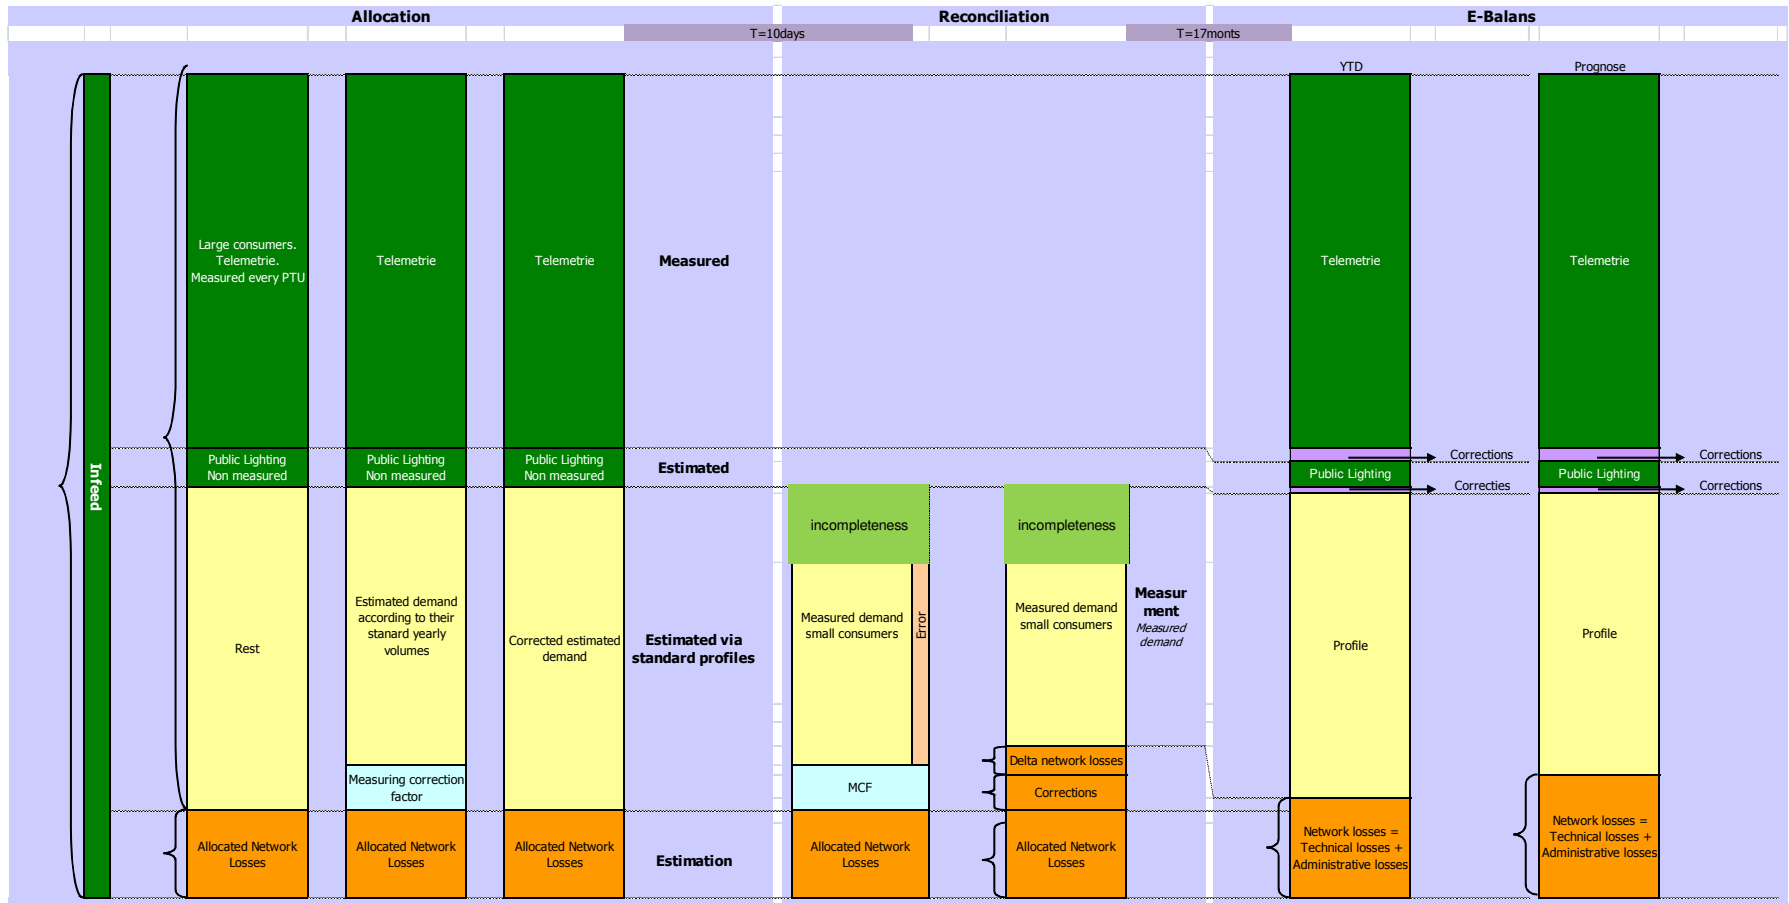 Allocation
Reconciliation
E-Balans
T=10days
T=17monts
YTD
Prognose
Infeed
Large consumers.
Telemetrie.
Measured every PTU
Telemetrie
Telemetrie
Measured
Telemetrie
Telemetrie
Public Lighting
Non measured
Public Lighting
Non measured
Public Lighting
Non measured
Estimated
Corrections
Public Lighting
Correcties
Corrections
Public Lighting
Corrections
Rest
Estimated demand
according to their
stanard yearly
volumes
Measuring correction
factor
Corrected estimated
demand
Estimated via
standard profiles
incompleteness
Measured demand
small consumers
Error
MCF
incompleteness
Measured demand
small consumers
Delta network losses
Corrections
Measur
ment
Measured
demand
Profile
Profile
Allocated Network
Losses
Allocated Network
Losses
Allocated Network
Losses
Estimation
Allocated Network
Losses
Allocated Network
Losses
Network losses =
Technical losses +
Administrative losses
Network losses =
Technical losses +
Administrative losses